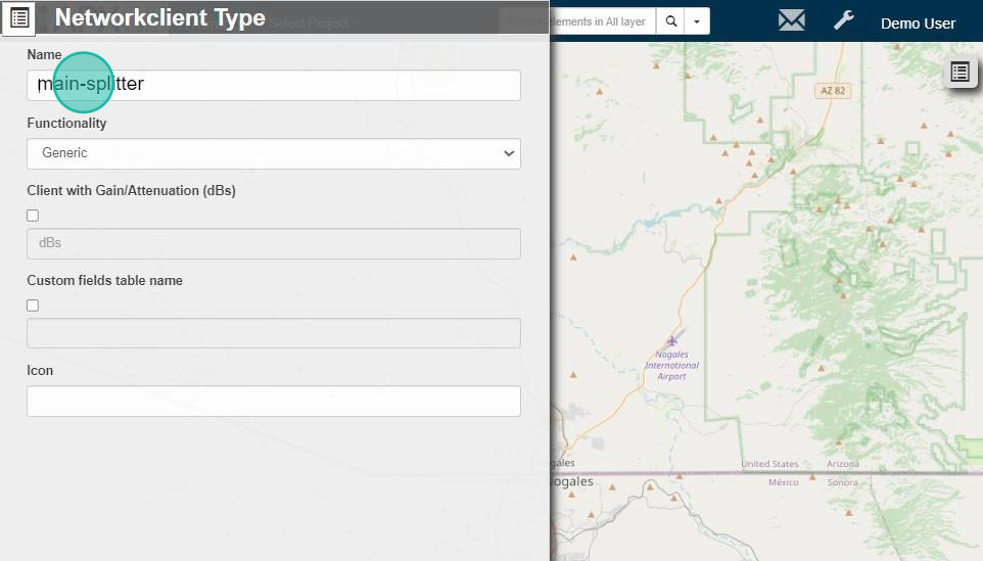 Networkclient Type
Select Project
elements in All layer
Demo User
Name
main-splitter
Functionality
Generic
Client with Gain/Attenuation (dBs)
dBs
Custom fields table name
Icon
AZ 82
Nogales
International
Airport
United States
Arizona
México
Sonora
Nogales